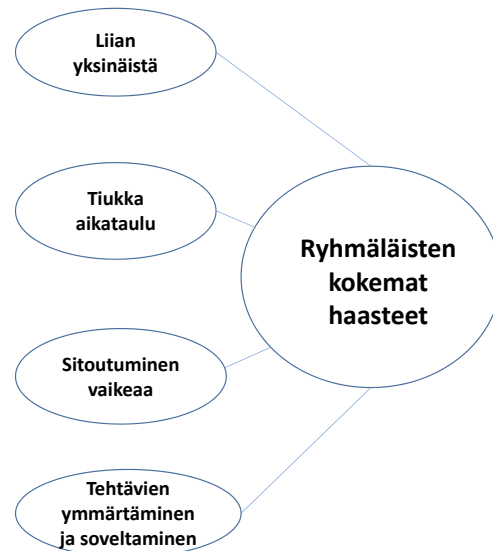 Liian
yksinäistä
Tiukka
aikataulu
Ryhmäläisten
kokemat
haasteet
Sitoutuminen
vaikeaa
Tehtävien
ymmärtäminen
ja soveltaminen